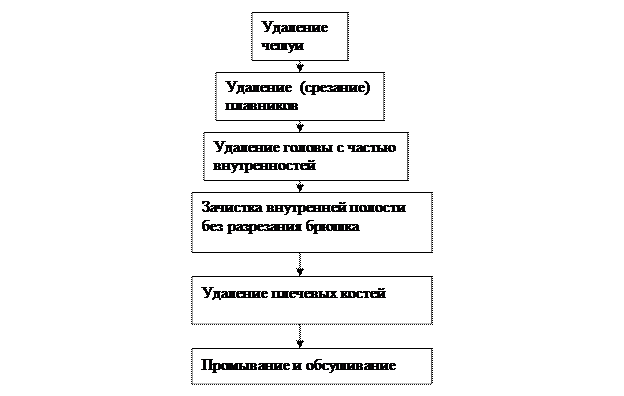 Удаление
чешуи
Удаление (срезание)
плавников
Удаление головы с частью
внутренностей
Зачистка внутренней полости
без разрезания брюшка
Удаление плечевых костей
Промывание и обсушивание